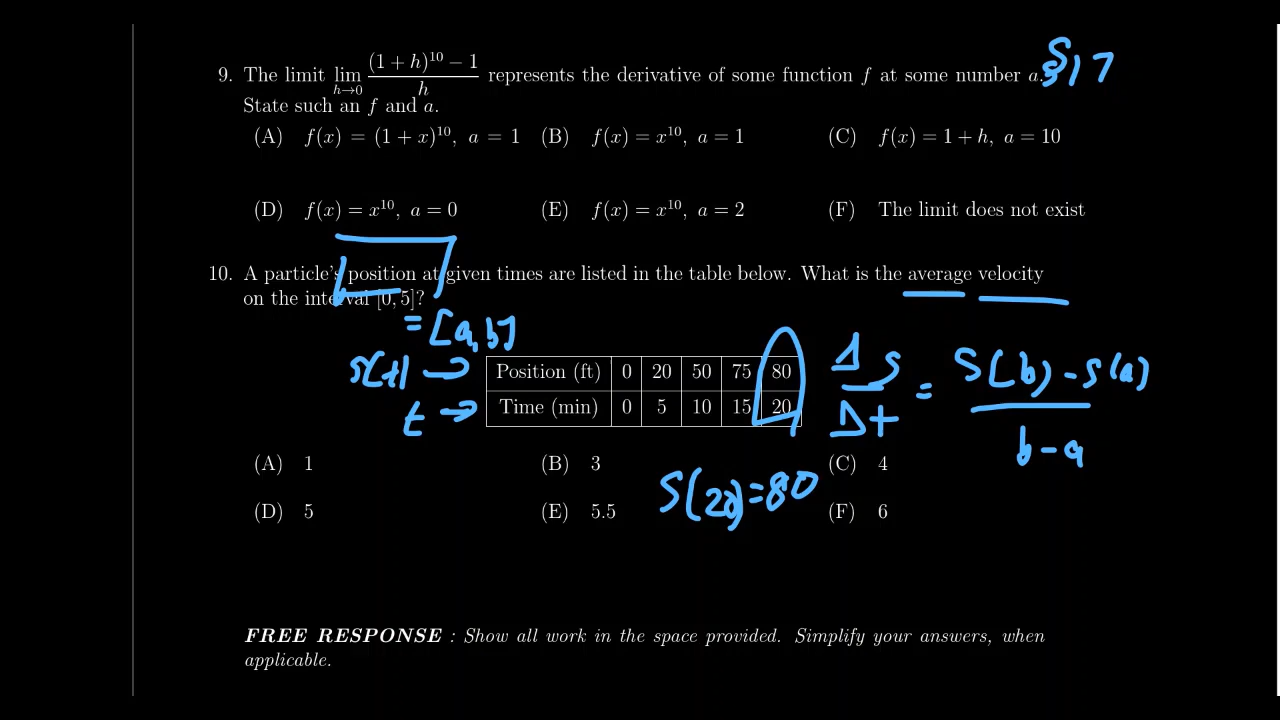 9. The limit lim h→0 ((1 + h)^10 − 1)/h represents the derivative of some function f at some number a. §17
State such an f and a.
(A) f(x) = (1 + x)^10, a = 1 (B) f(x) = x^10, a = 1 (C) f(x) = 1 + h, a = 10
(D) f(x) = x^10, a = 0 (E) f(x) = x^10, a = 2 (F) The limit does not exist
10. A particle's position at given times are listed in the table below. What is the average velocity
on the interval [0, 5]?
= [a,b]
s(t) → Position (ft) 0 20 50 75 80
t → Time (min) 0 5 10 15 20
Δs/Δt = (s(b) - s(a))/(b - a)
(A) 1 (B) 3 (C) 4
S(20)=80
(D) 5 (E) 5.5 (F) 6
FREE RESPONSE : Show all work in the space provided. Simplify your answers, when
applicable.